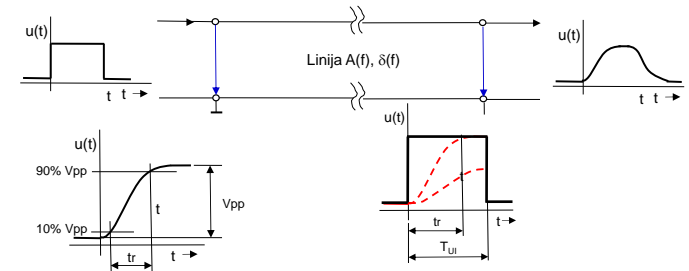 u(t)
t t
Linija A(f), δ(f)
t t
u(t)
90% Vpp
10% Vpp
t
Vpp
tr
t
u(t)
t
tr
t
T_UI